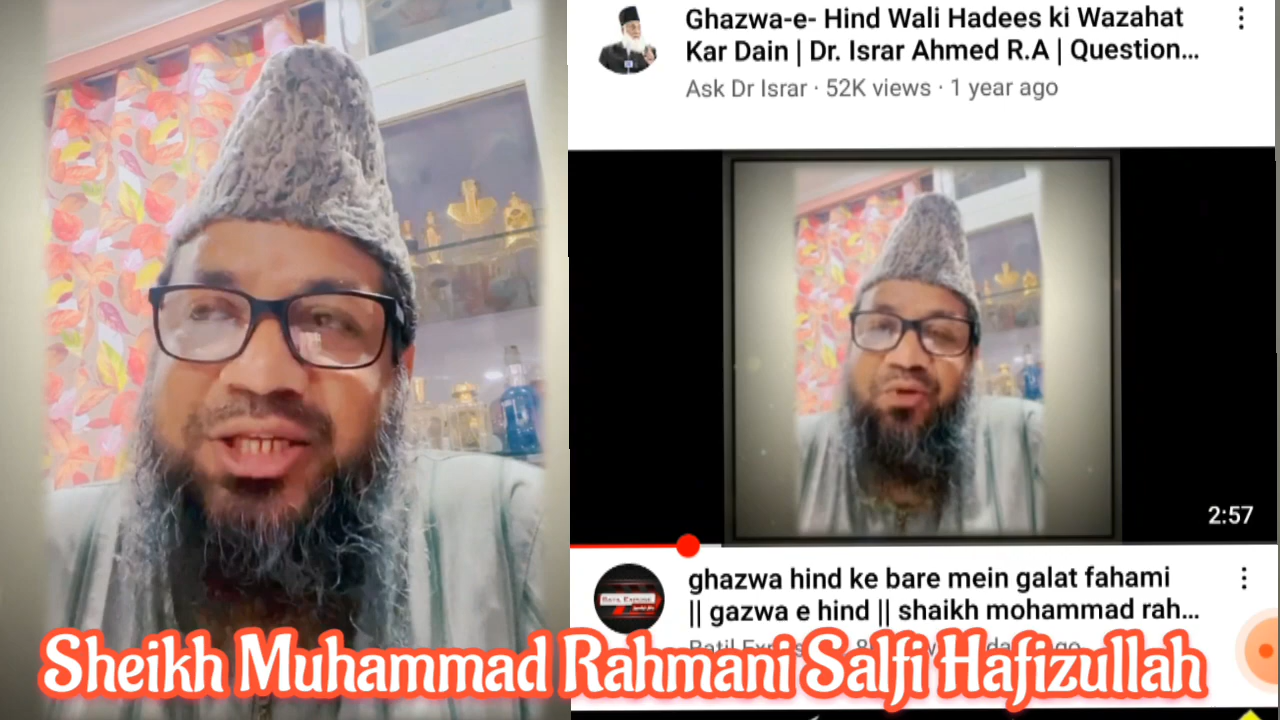 Ghazwa-e- Hind Wali Hadees ki Wazahat
Kar Dain | Dr. Israr Ahmed R.A | Question...
Ask Dr Israr · 52K views · 1 year ago
2:57
ghazwa hind ke bare mein galat fahami
|| gazwa e hind || shaikh mohammad rah...
Sheikh Muhammad Rahmani Salfi Hafizullah